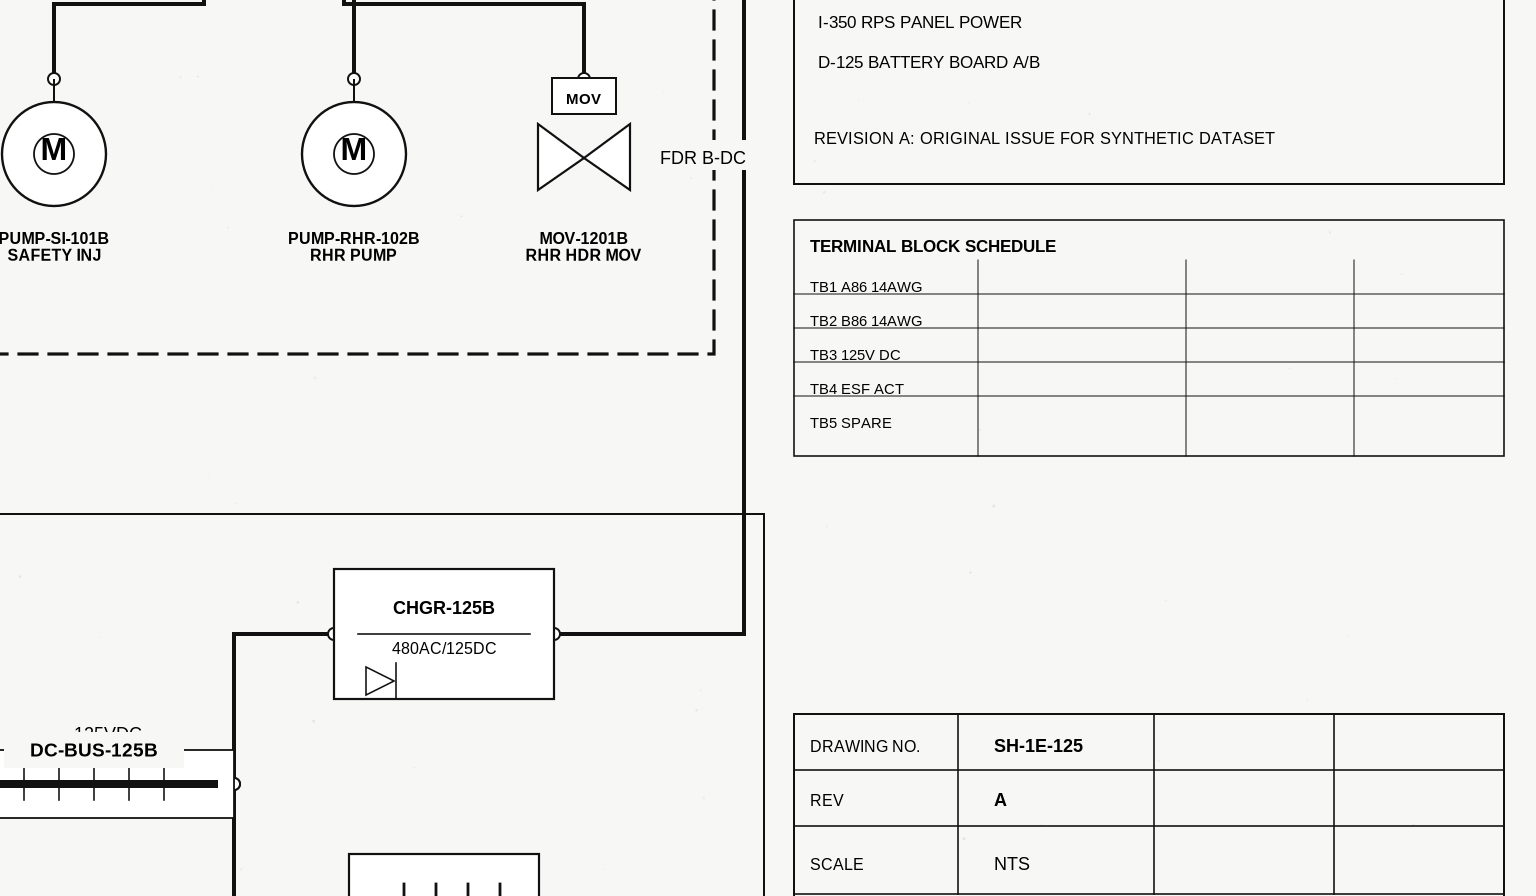 I-350 RPS PANEL POWER
D-125 BATTERY BOARD A/B
REVISION A: ORIGINAL ISSUE FOR SYNTHETIC DATASET
MOV
M
M
FDR B-DC
PUMP-SI-101B
SAFETY INJ
PUMP-RHR-102B
RHR PUMP
MOV-1201B
RHR HDR MOV
TERMINAL BLOCK SCHEDULE
TB1 A86 14AWG
TB2 B86 14AWG
TB3 125V DC
TB4 ESF ACT
TB5 SPARE
CHGR-125B
480AC/125DC
125VDC
DC-BUS-125B
DRAWING NO. SH-1E-125
REV A
SCALE NTS